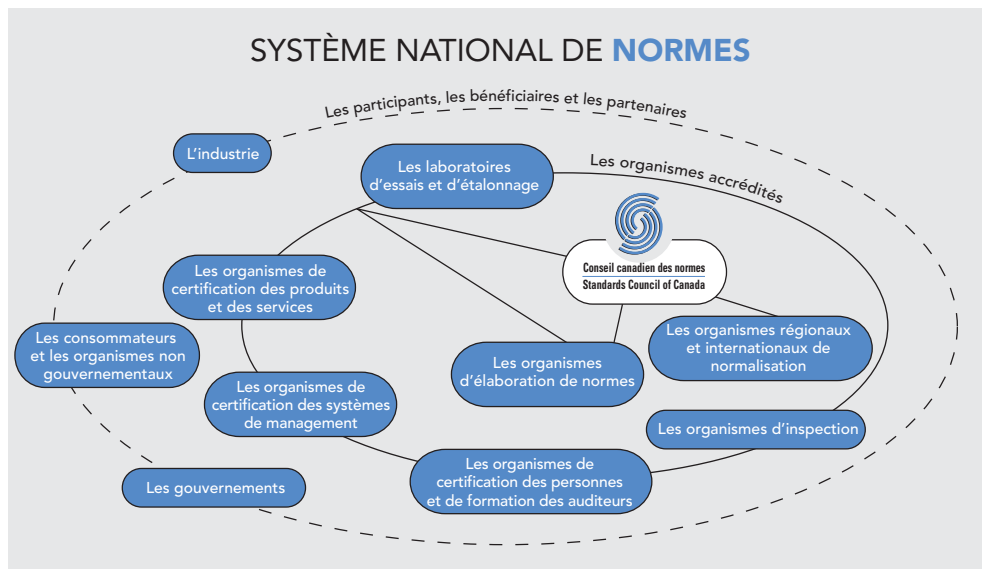 SYSTÈME NATIONAL DE NORMES
Les participants, les bénéficiaires et les partenaires
L'industrie
Les laboratoires
d'essais et d'étalonnage
Les organismes accrédités
Conseil canadien des normes
Standards Council of Canada
Les organismes de
certification des produits
et des services
Les consommateurs
et les organismes non
gouvernementaux
Les organismes régionaux
et internationaux de
normalisation
Les organismes
d'élaboration de normes
Les organismes de
certification des systèmes
de management
Les organismes d'inspection
Les organismes de
certification des personnes
et de formation des auditeurs
Les gouvernements